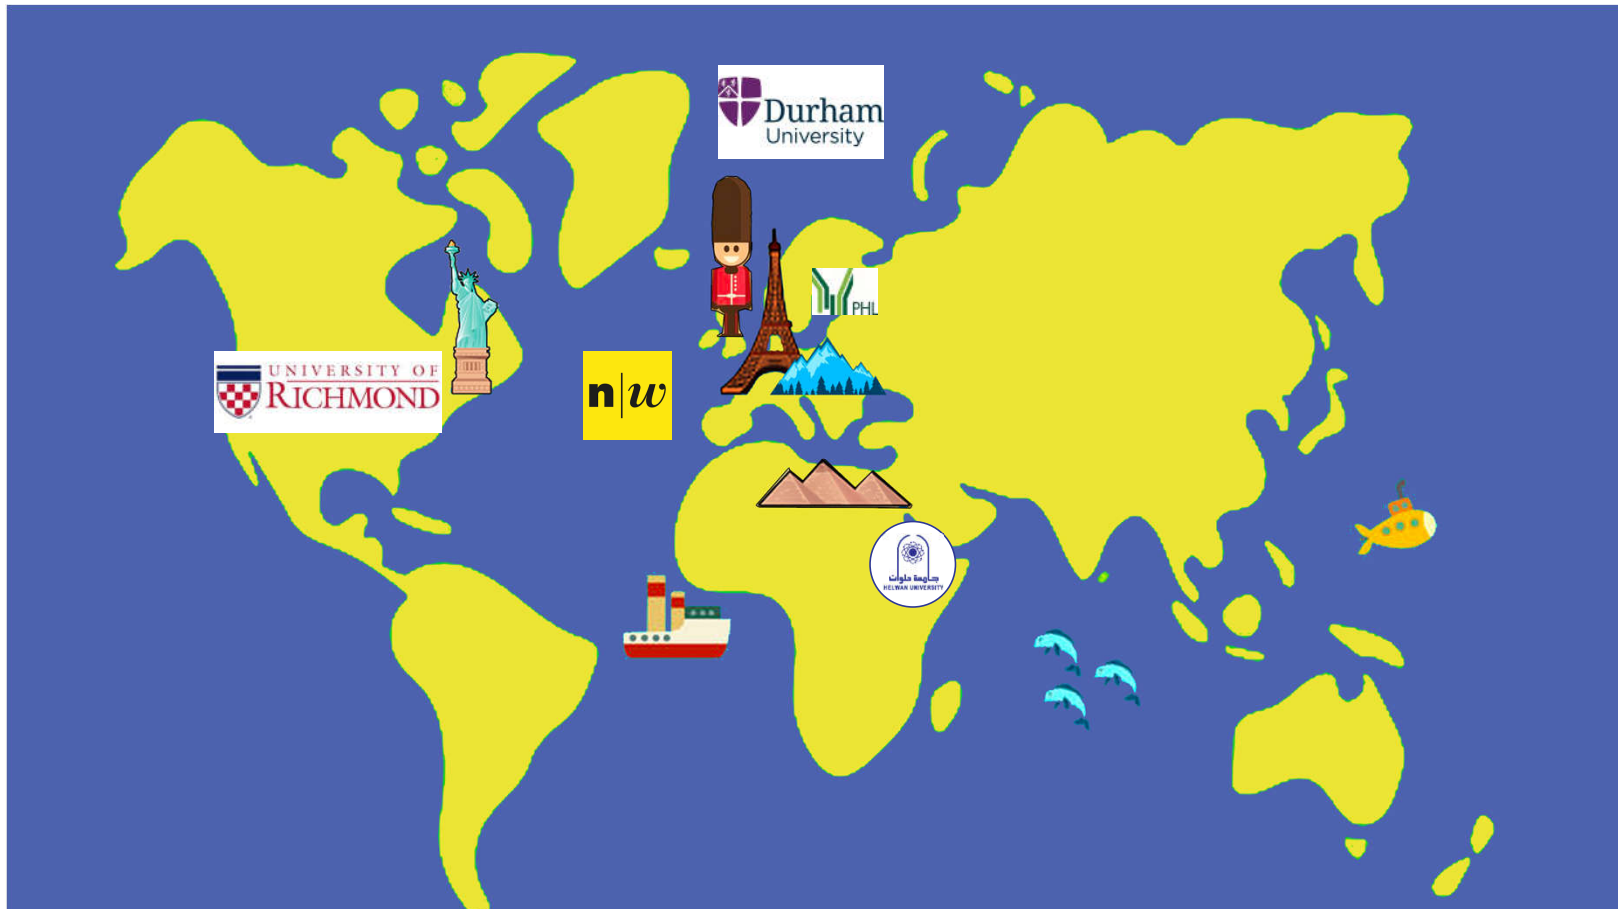 Durham
University
PHL
UNIVERSITY OF
RICHMOND
n|w
جامعة حلوان
HELWAN UNIVERSITY